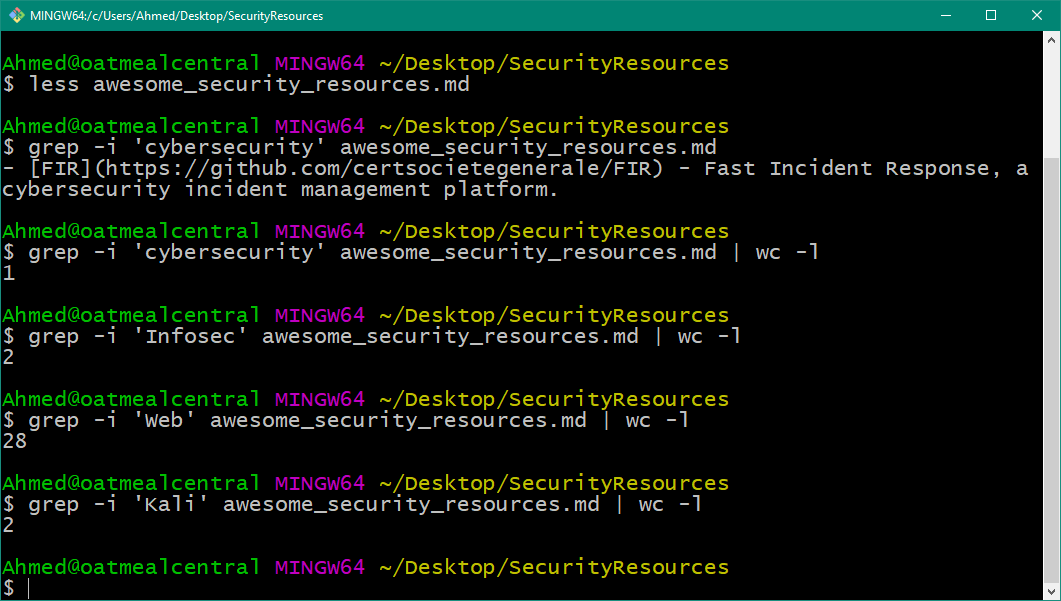 MINGW64:/c/Users/Ahmed/Desktop/SecurityResources
Ahmed@oatmealcentral MINGW64 ~/Desktop/SecurityResources
$ less awesome_security_resources.md
Ahmed@oatmealcentral MINGW64 ~/Desktop/SecurityResources
$ grep -i 'cybersecurity' awesome_security_resources.md
- [FIR](https://github.com/certsocietegenerale/FIR) - Fast Incident Response, a
cybersecurity incident management platform.
Ahmed@oatmealcentral MINGW64 ~/Desktop/SecurityResources
$ grep -i 'cybersecurity' awesome_security_resources.md | wc -l
1
Ahmed@oatmealcentral MINGW64 ~/Desktop/SecurityResources
$ grep -i 'Infosec' awesome_security_resources.md | wc -l
2
Ahmed@oatmealcentral MINGW64 ~/Desktop/SecurityResources
$ grep -i 'Web' awesome_security_resources.md | wc -l
28
Ahmed@oatmealcentral MINGW64 ~/Desktop/SecurityResources
$ grep -i 'Kali' awesome_security_resources.md | wc -l
2
Ahmed@oatmealcentral MINGW64 ~/Desktop/SecurityResources
$